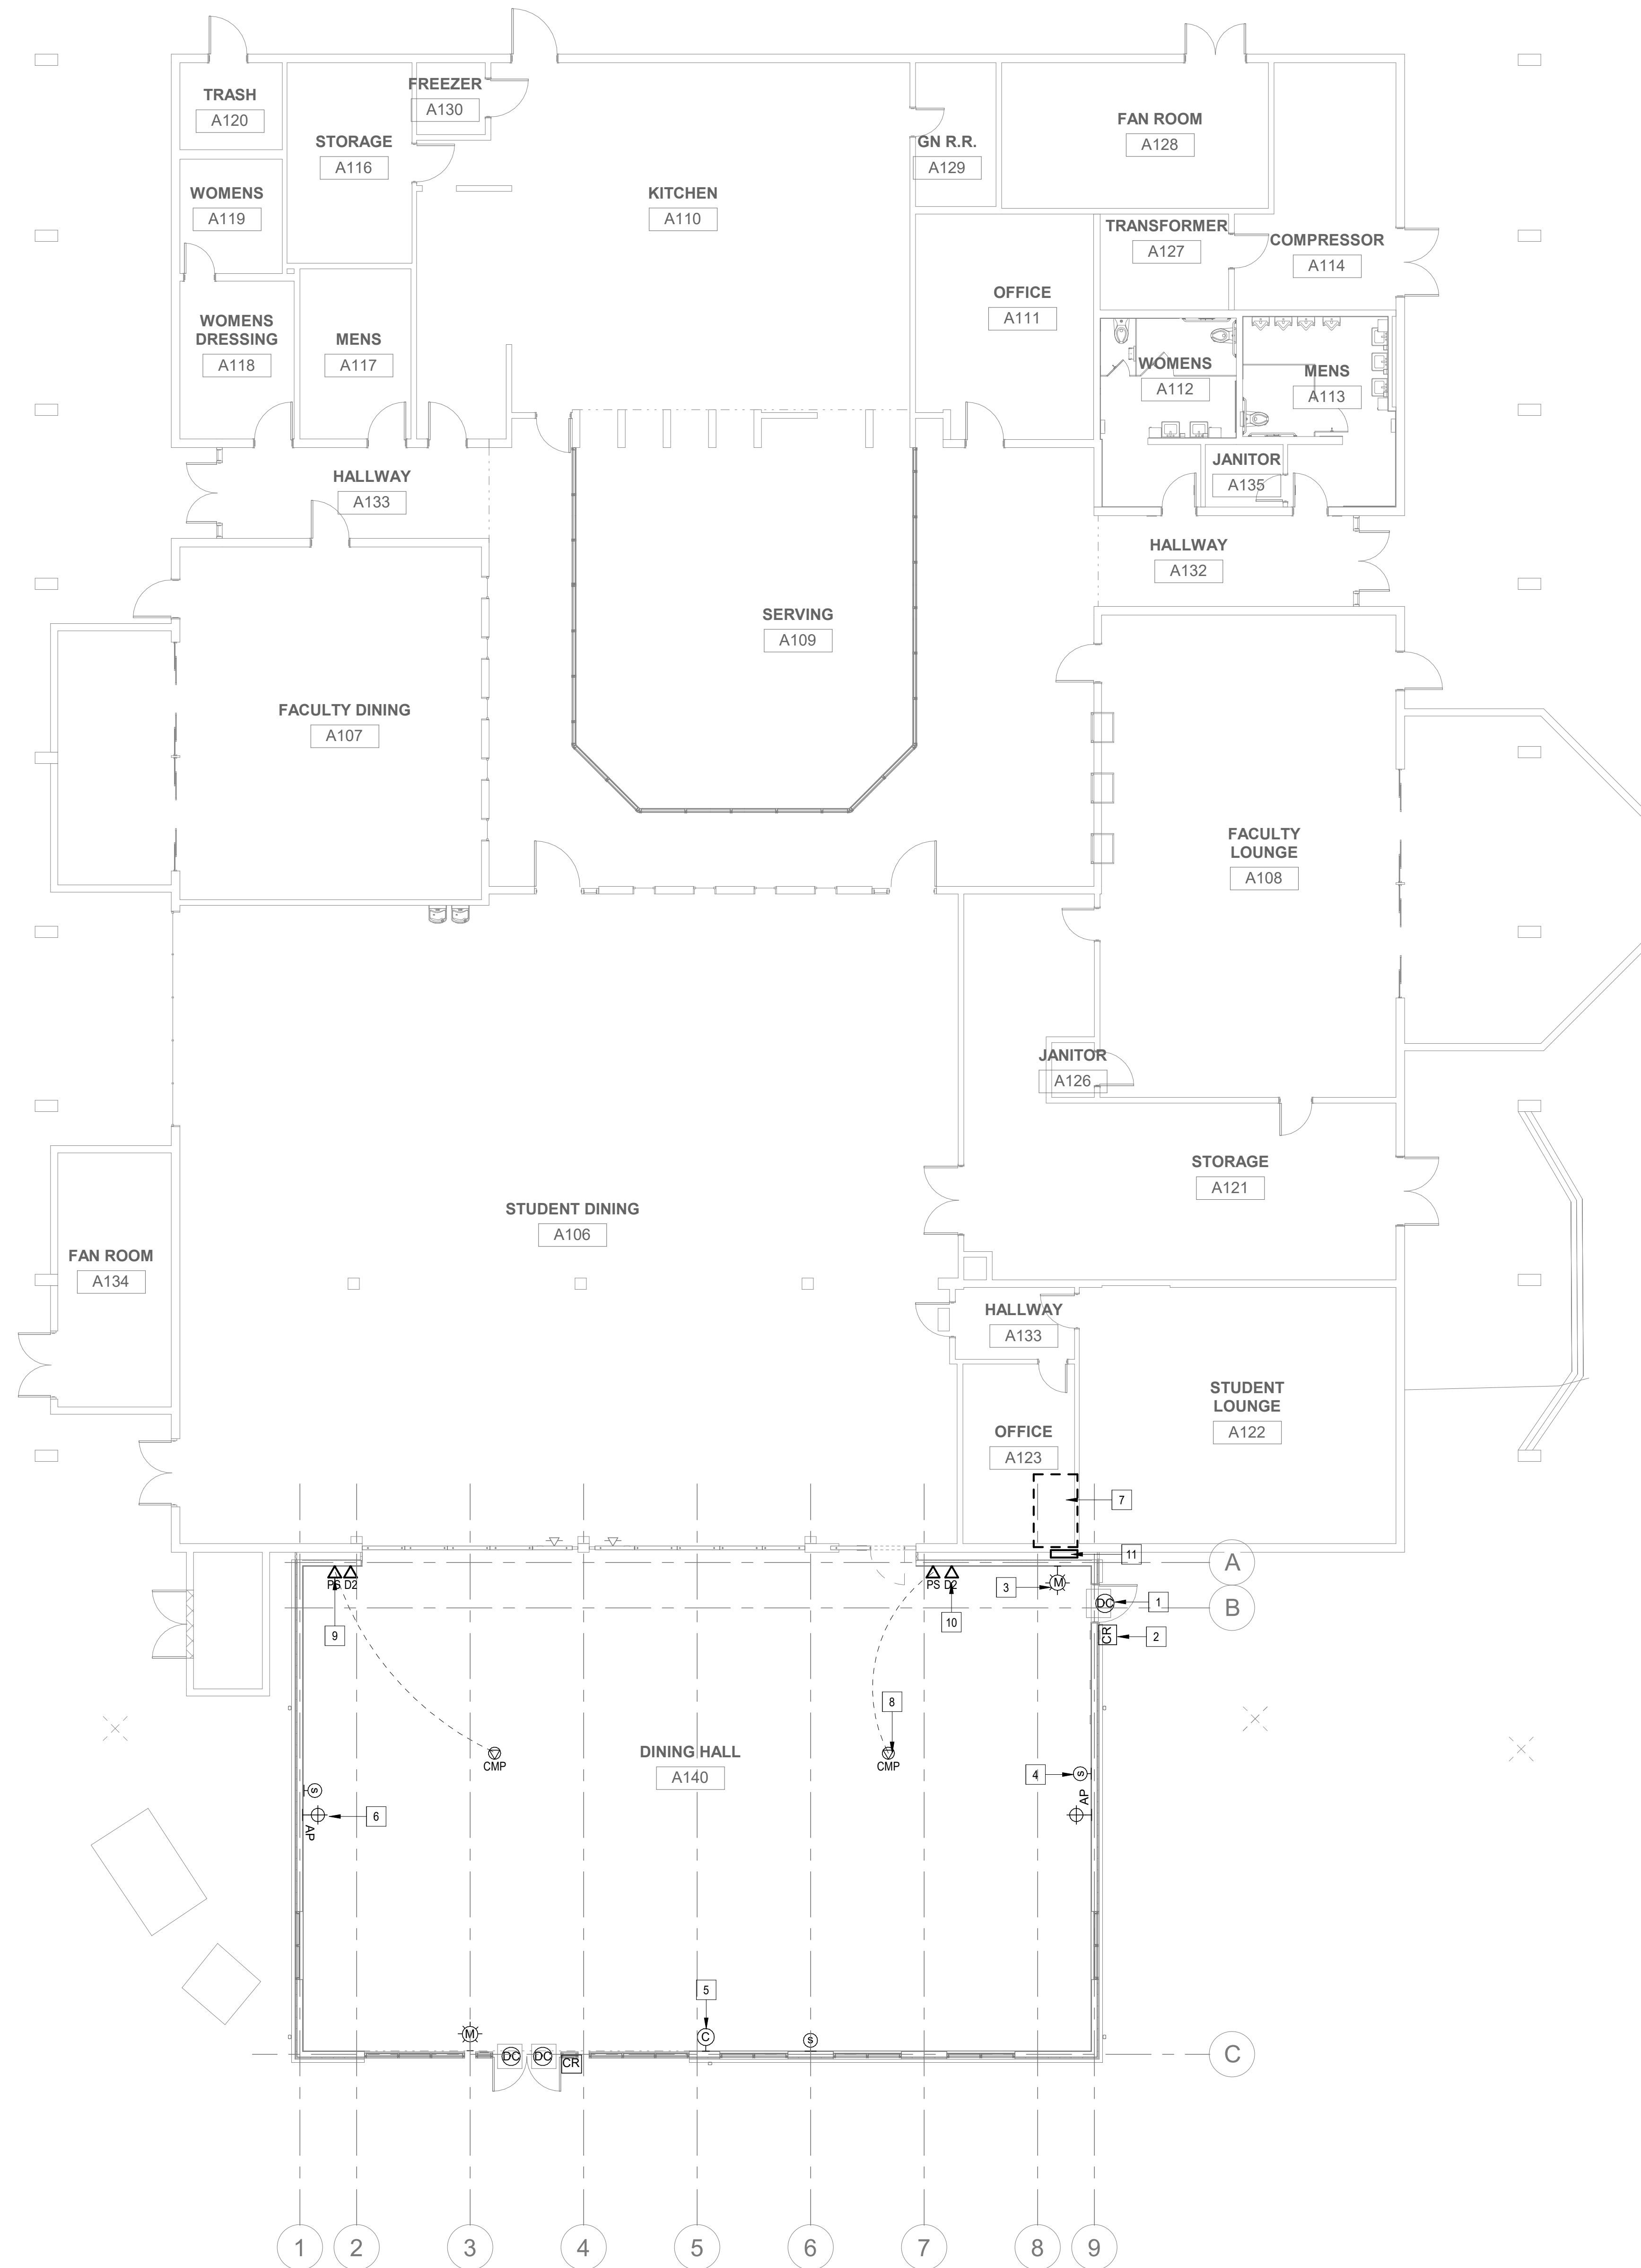 TRASH
A120
FREEZER
A130
STORAGE
A116
FAN ROOM
A128
GN R.R.
A129
WOMENS
A119
KITCHEN
A110
TRANSFORMER
A127
COMPRESSOR
A114
OFFICE
A111
WOMENS
DRESSING
A118
MENS
A117
WOMENS
A112
MENS
A113
JANITOR
A135
HALLWAY
A133
HALLWAY
A132
SERVING
A109
FACULTY DINING
A107
FACULTY
LOUNGE
A108
JANITOR
A126
STORAGE
A121
STUDENT DINING
A106
FAN ROOM
A134
HALLWAY
A133
STUDENT
LOUNGE
A122
OFFICE
A123
7
11
A
PS D2
PS D2
3
M
DC
1
B
9
10
CR
2
8
DINING HALL
A140
CMP
CMP
S
4
S
AP
6
AP
5
M
C
S
DC
DC
CR
C
1
2
3
4
5
6
7
8
9